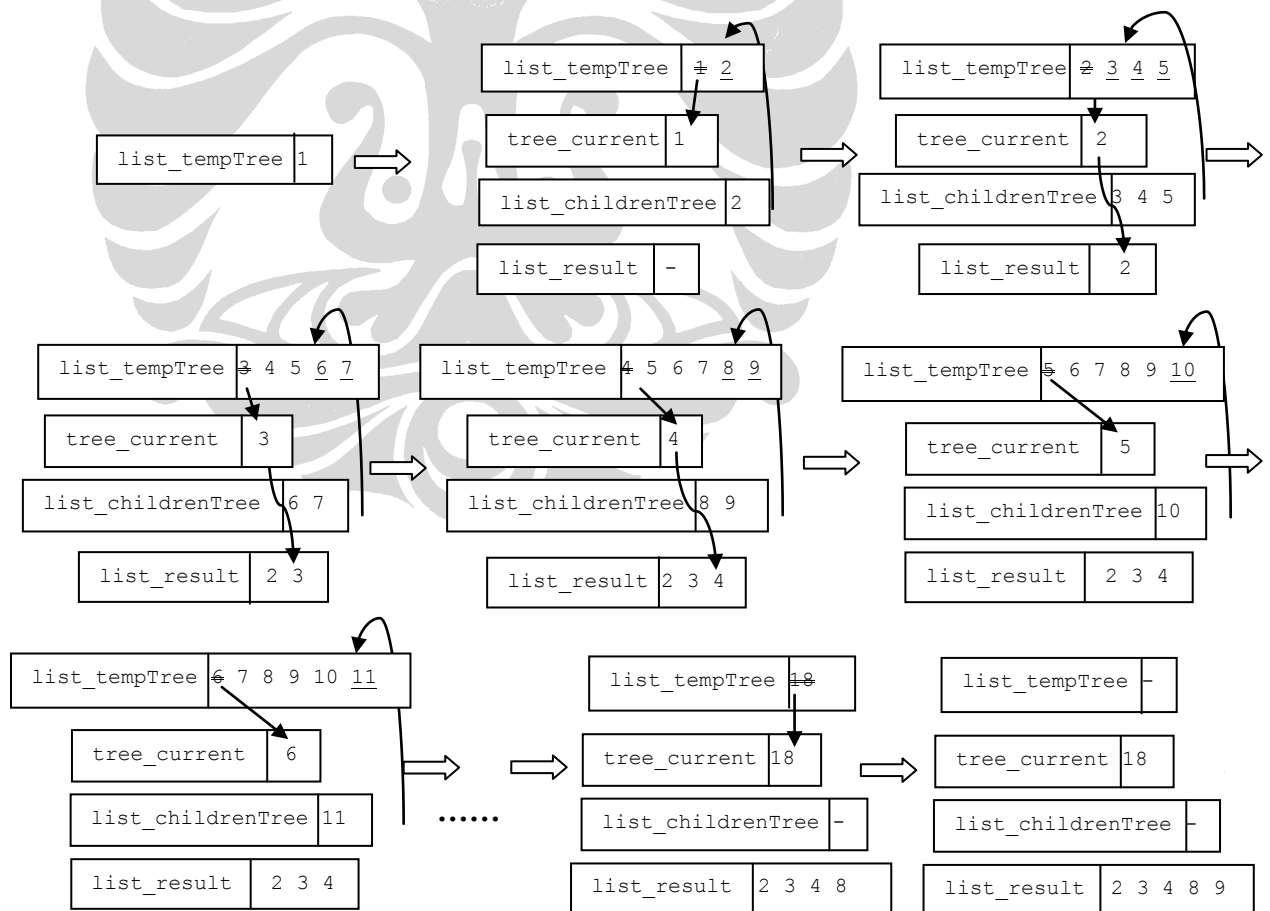 list_tempTree 1
list_tempTree 1 2
tree_current 1
list_childrenTree 2
list_result -
list_tempTree 2 3 4 5
tree_current 2
list_childrenTree 3 4 5
list_result 2
list_tempTree 3 4 5 6 7
tree_current 3
list_childrenTree 6 7
list_result 2 3
list_tempTree 4 5 6 7 8 9
tree_current 4
list_childrenTree 8 9
list_result 2 3 4
list_tempTree 5 6 7 8 9 10
tree_current 5
list_childrenTree 10
list_result 2 3 4
list_tempTree 6 7 8 9 10 11
tree_current 6
list_childrenTree 11
list_result 2 3 4
......
list_tempTree 18
tree_current 18
list_childrenTree -
list_result 2 3 4 8
list_tempTree -
tree_current 18
list_childrenTree -
list_result 2 3 4 8 9